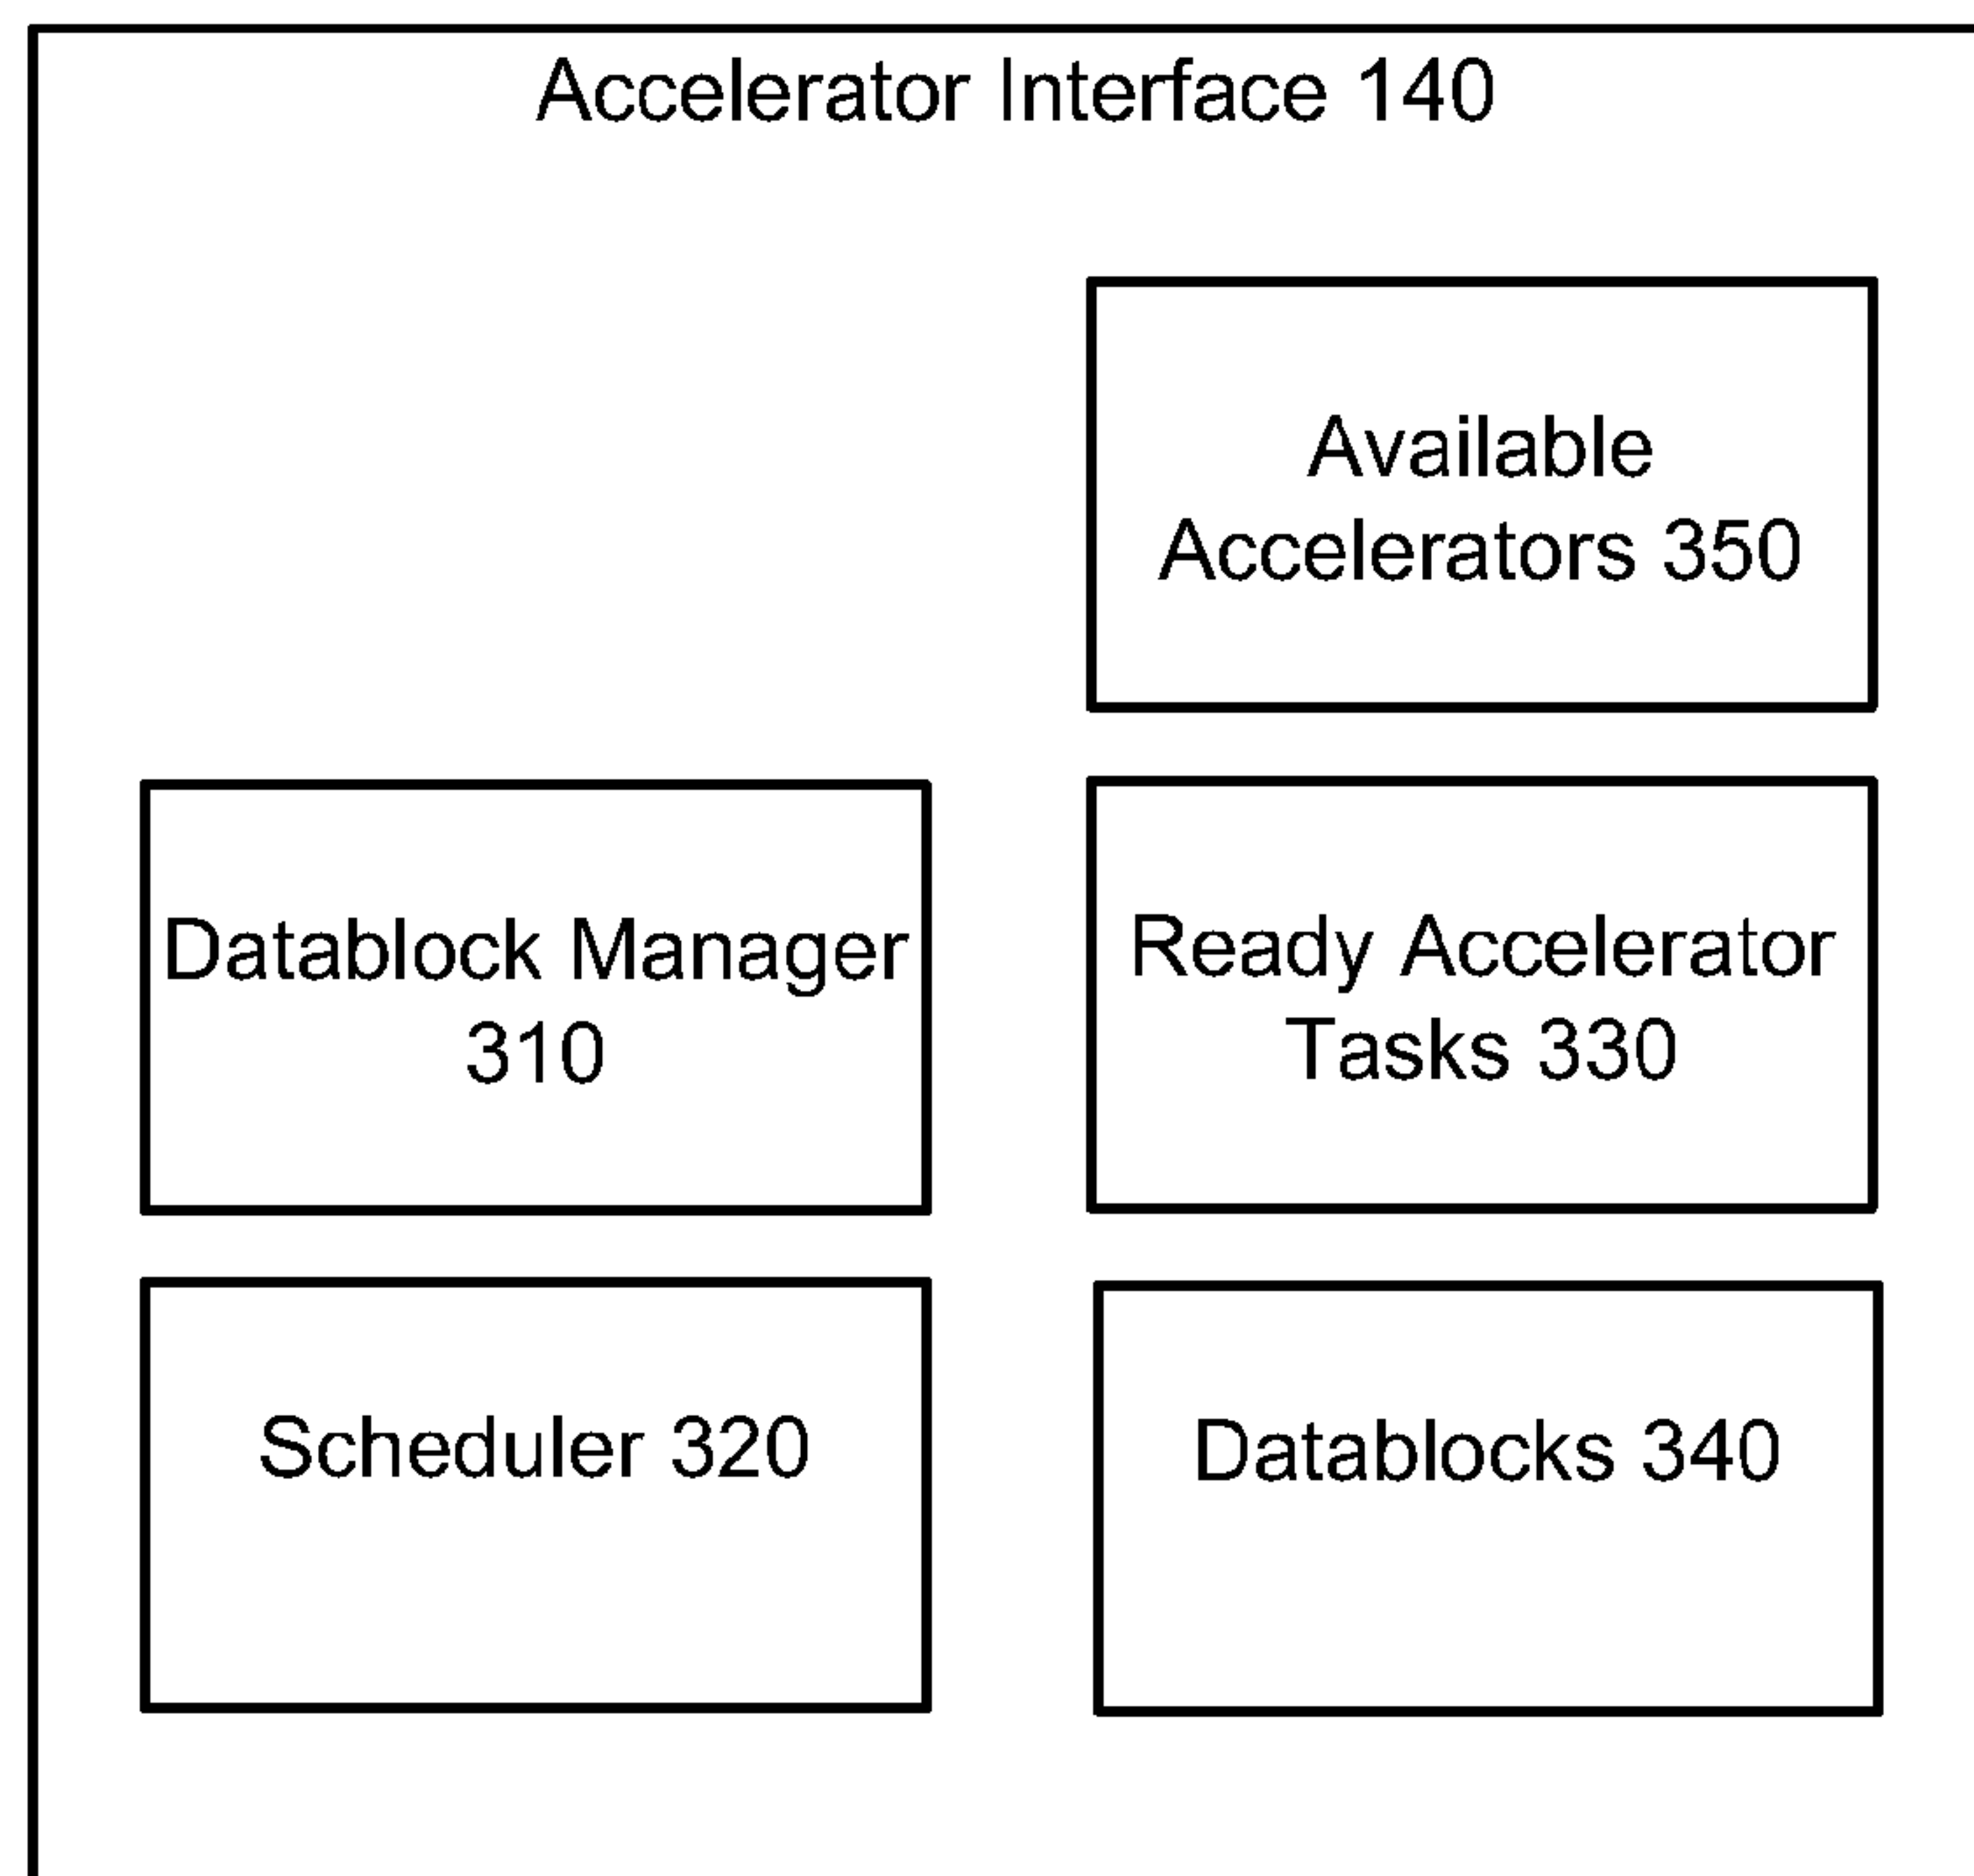 Accelerator Interface 140
Available
Accelerators 350
Datablock Manager
310
Ready Accelerator
Tasks 330
Scheduler 320
Datablocks 340